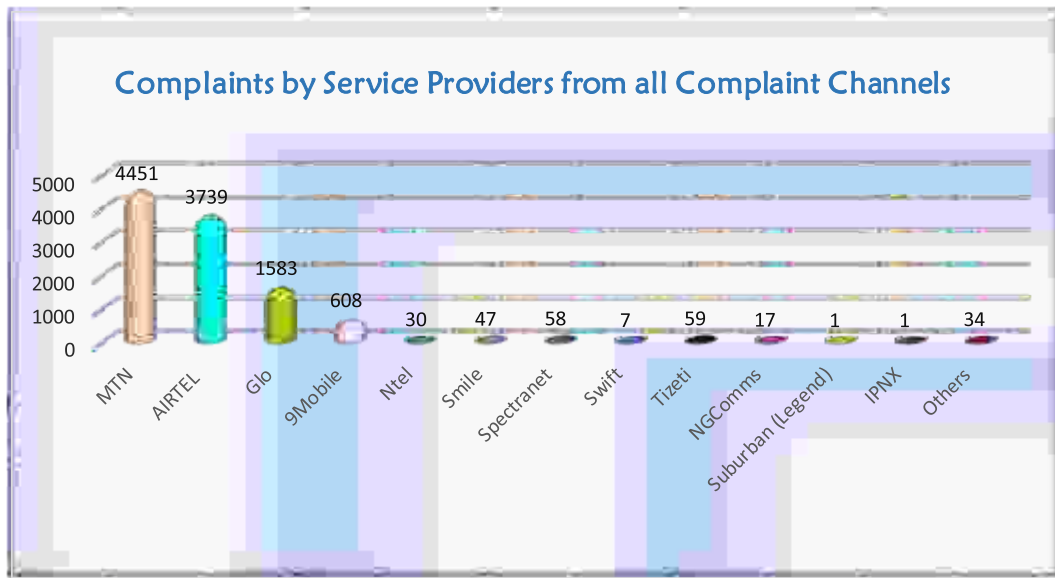 Complaints by Service Providers from all Complaint Channels
5000
4000
3000
2000
1000
0
4451
3739
1583
608
30
47
58
7
59
17
1
1
34
MTN
AIRTEL
Glo
9Mobile
Ntel
Smile
Spectranet
Swift
Tizeti
NGComms
Suburban (Legend)
IPNX
Others